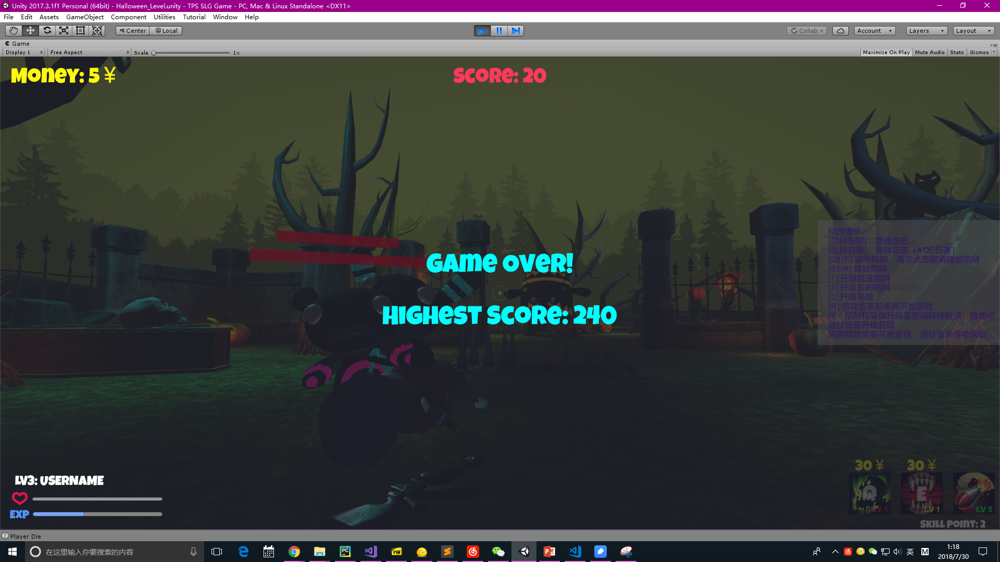 Unity 2017.3.1f1 Personal (64bit) - Halloween_Level.unity - TPS SLG Game - PC, Mac & Linux Standalone <DX11>
File Edit Assets GameObject Component Utilities Tutorial Window Help
Center Local Collab Account Layers Layout
Game
Display 1 Free Aspect Scale 1x Maximize On Play Mute Audio Stats Gizmos
Money: 5 ¥
Score: 20
操作提示:
[鼠标左键]: 普通攻击
[鼠标右键]: 导弹攻击（AOE伤害）
[Q] [E] 选中陷阱，再次点击取消释放陷阱
[Shift] 释放陷阱
[1] 升级减速陷阱
[2] 升级尖刺陷阱
[3] 升级导弹
[R] 游戏结束后重新开始游戏
注: 陷阱和导弹升级需要消耗技能点，技能点
通过玩家升级获取
陷阱释放需要花费金钱，通过击杀怪物获取
Game Over!
Highest Score: 240
LV3: USERNAME
EXP
30 ¥ 30 ¥
Q E
LV 1 LV 1 LV 5
Skill Point: 2
Player Die
在这里输入你要搜索的内容
英
1:18
2018/7/30